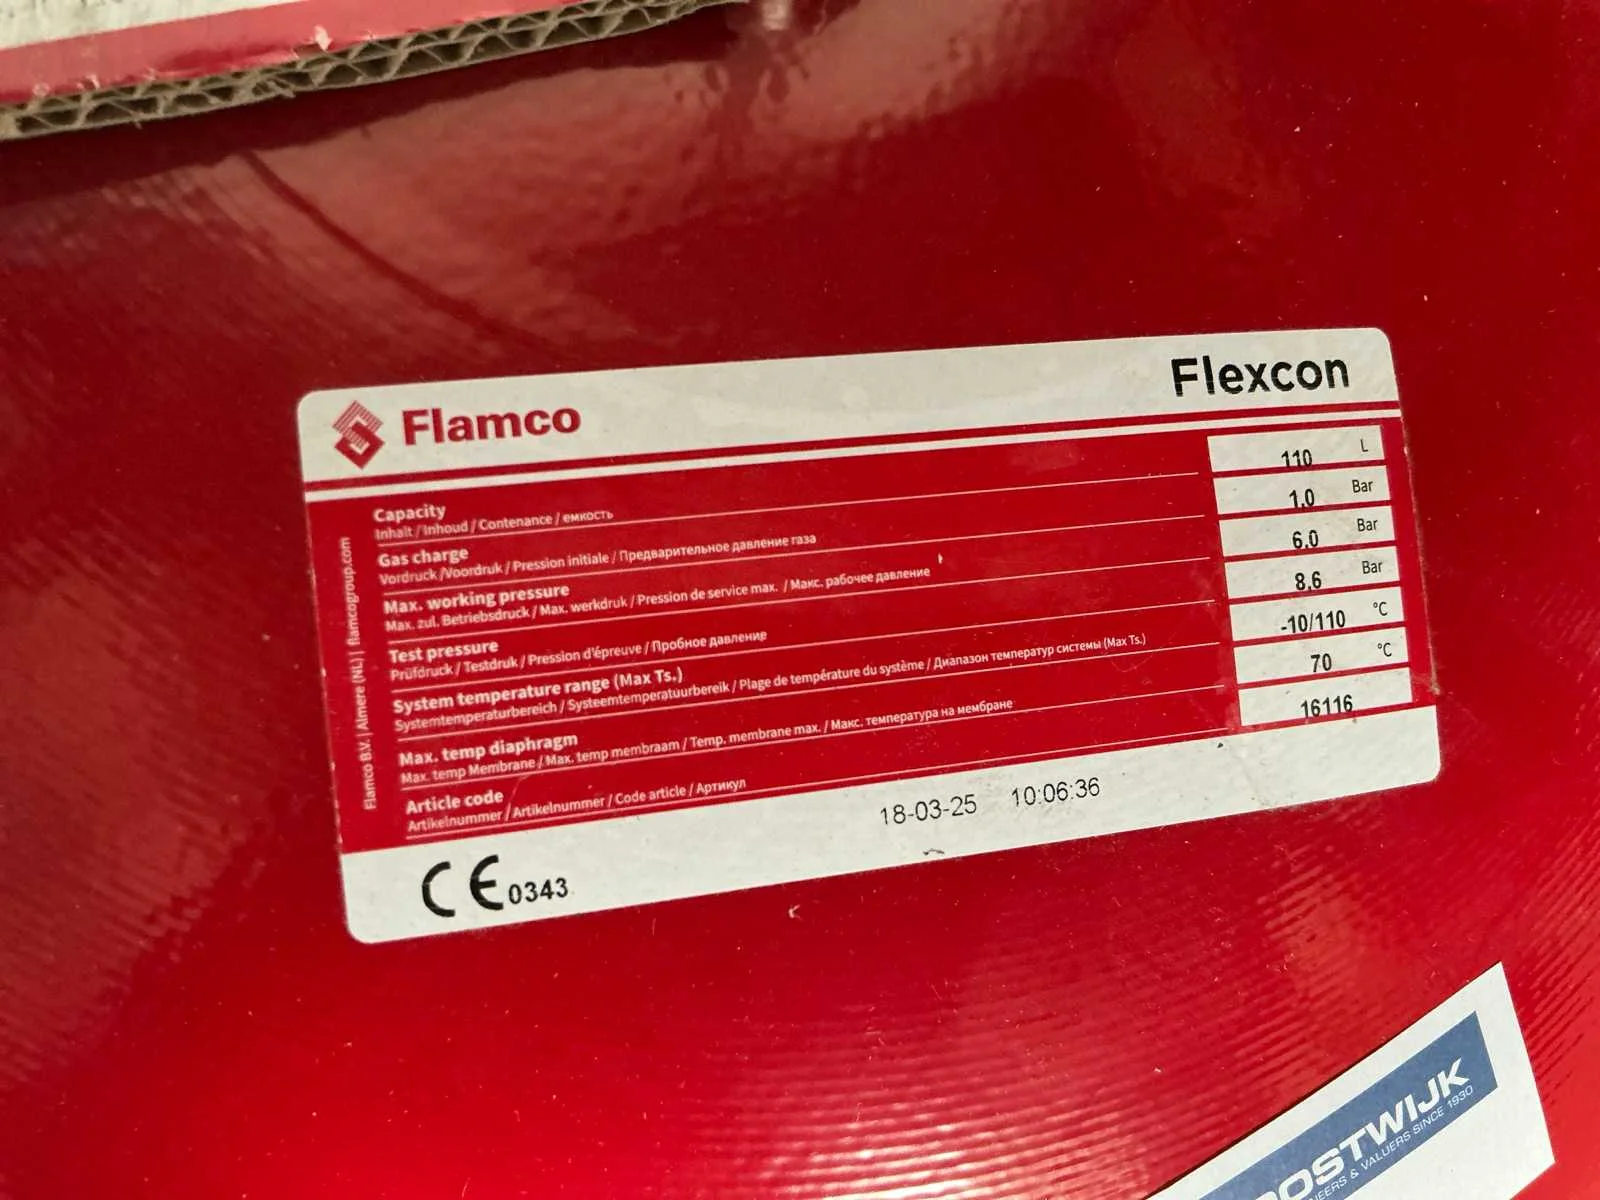 Flamco
Flexcon
Capacity
Inhalt / Inhoud / Contenance / емкость
110 L
Gas charge
Vordruck /Voordruk / Pression initiale / Предварительное давление газа
1.0 Bar
Max. working pressure
Max. zul. Betriebsdruck / Max. werkdruk / Pression de service max. / Макс. рабочее давление
6.0 Bar
Test pressure
Prüfdruck / Testdruk / Pression d'épreuve / Пробное давление
8.6 Bar
System temperature range (Max Ts.)
Systemtemperaturbereich / Systeemtemperatuurbereik / Plage de température du système / Диапазон температур системы (Max Ts.)
-10/110 °C
Max. temp diaphragm
Max. temp Membrane / Max. temp membraam / Temp. membrane max. / Макс. температура на мембране
70 °C
Article code
Artikelnummer / Artikelnummer / Code article / Артикул
16116
Flamco B.V. | Almere (NL) | flamcogroup.com
18-03-25 10:06:36
CE 0343
& VALUERS SINCE 1930